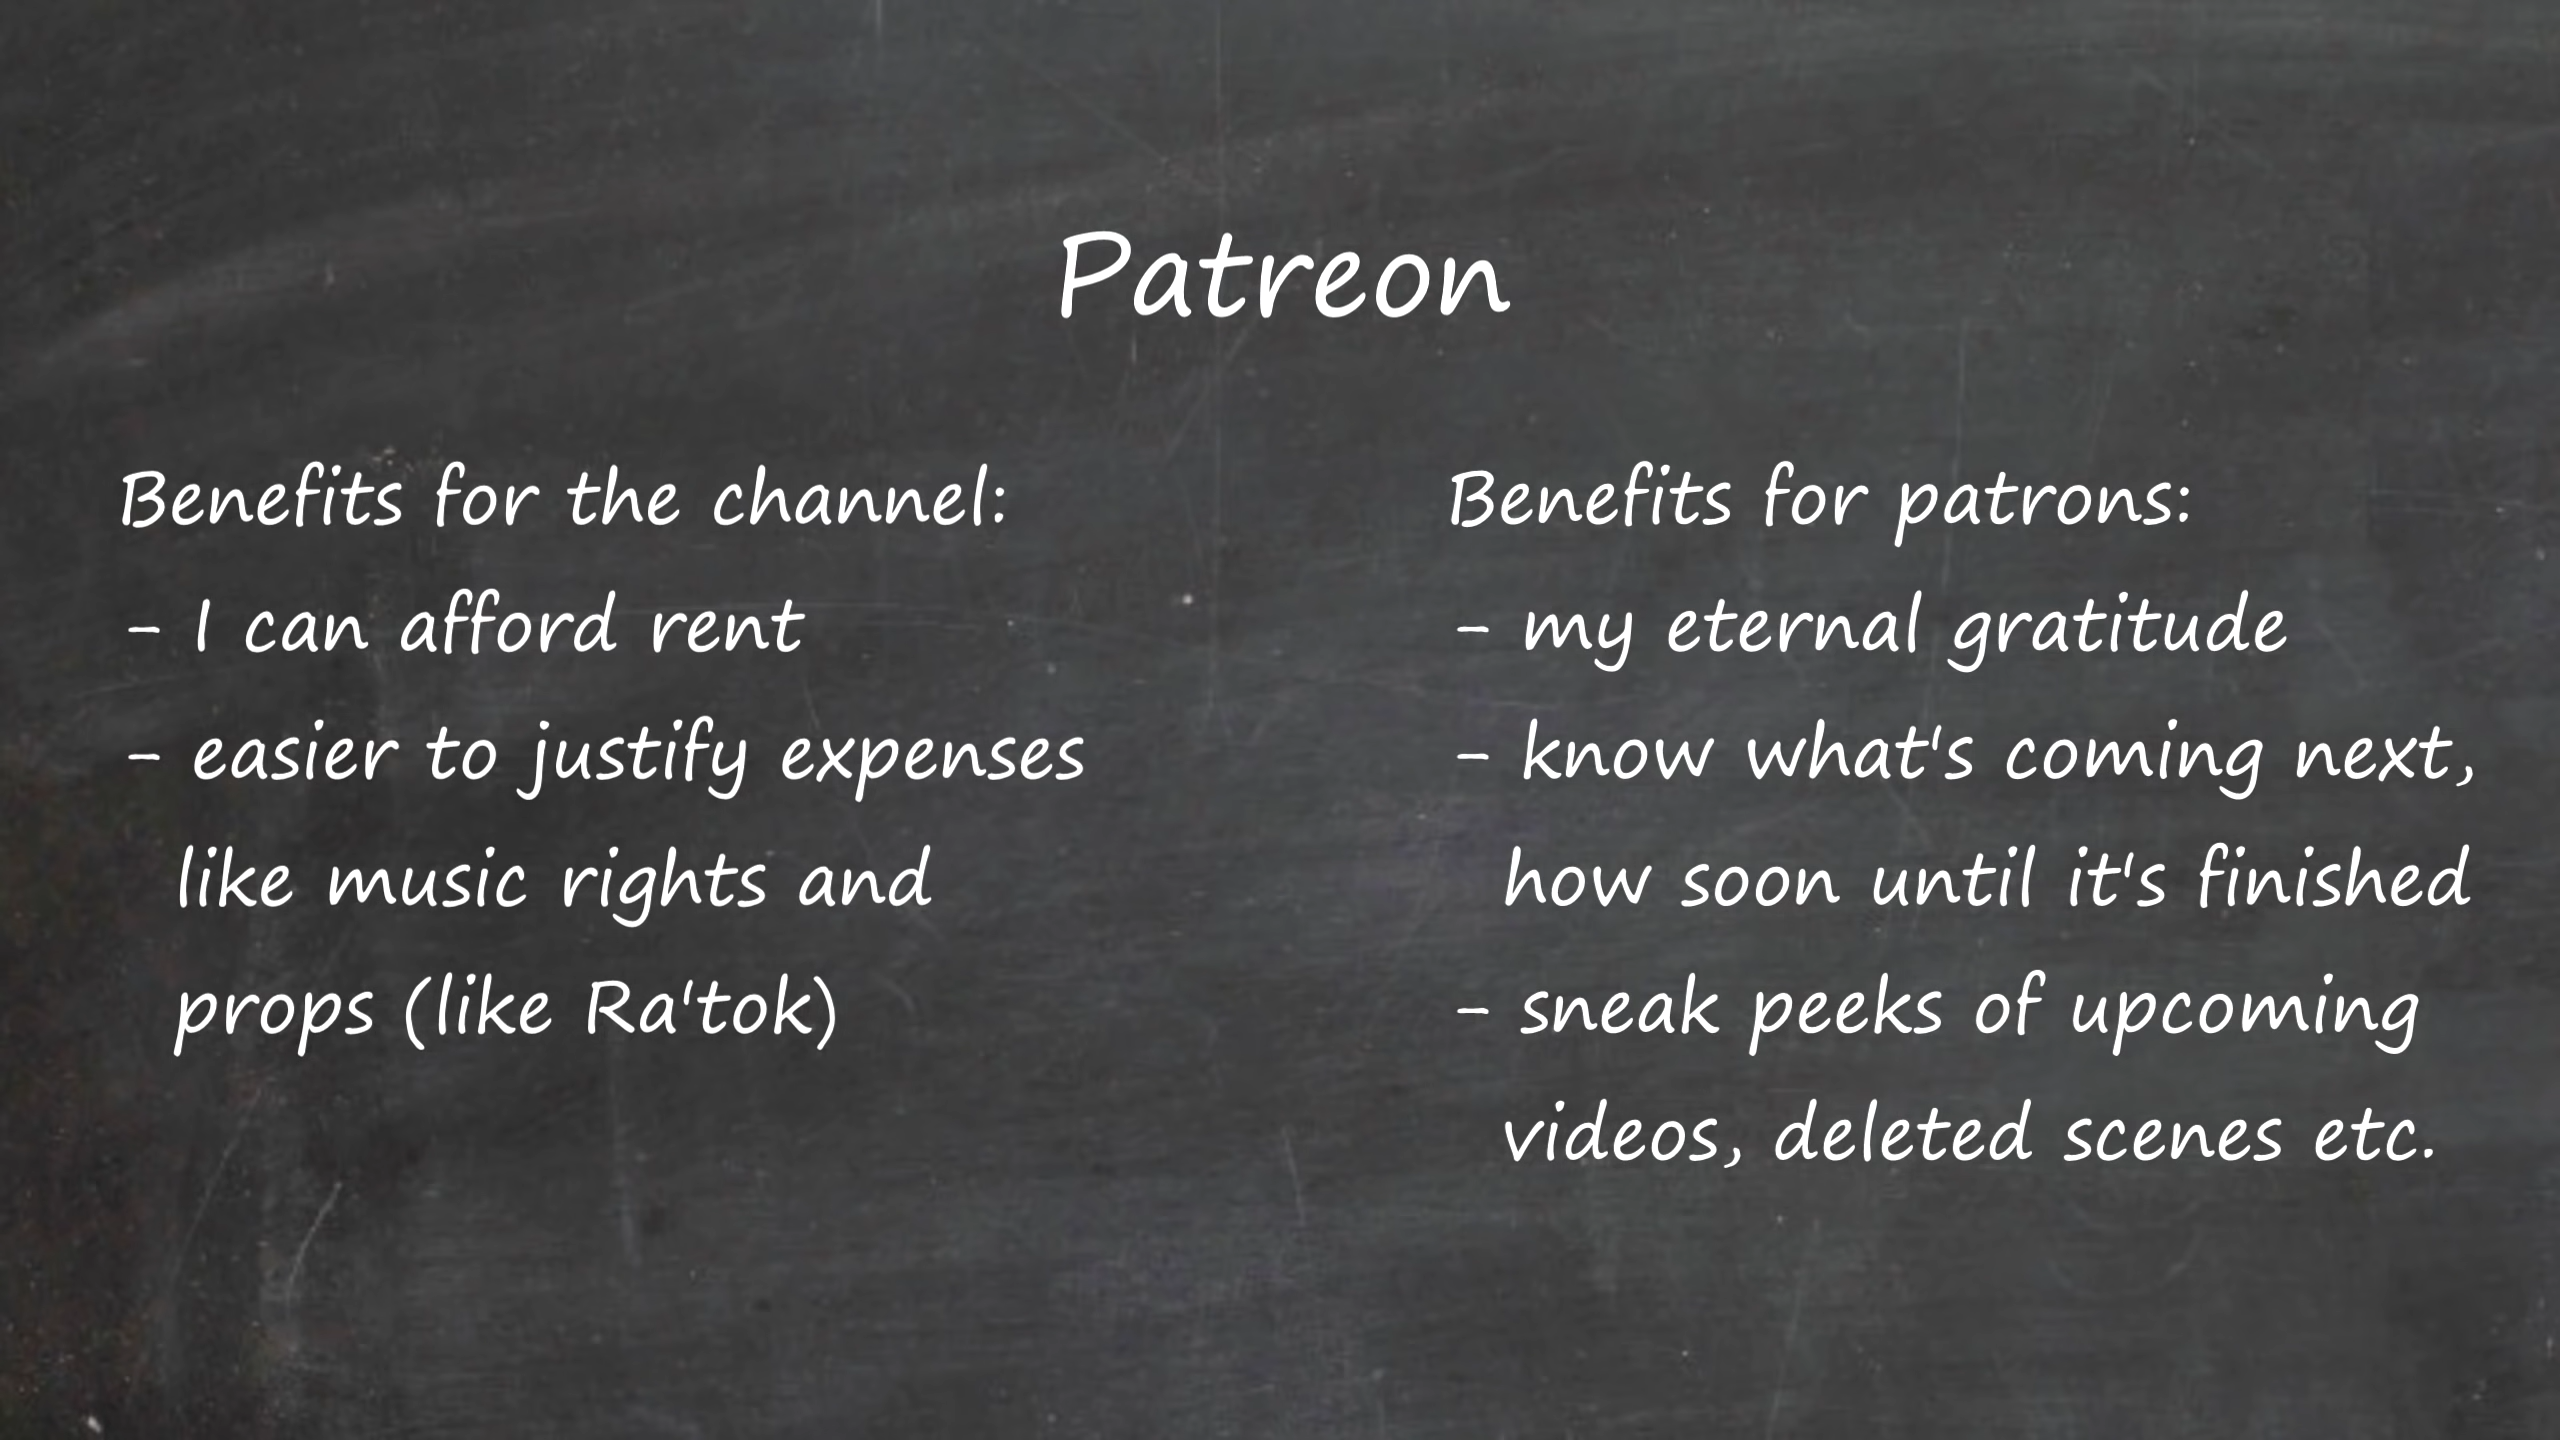 Patreon
Benefits for the channel:
- I can afford rent
- easier to justify expenses
like music rights and
props (like Ra'tok)
Benefits for patrons:
- my eternal gratitude
- know what's coming next,
how soon until it's finished
- sneak peeks of upcoming
videos, deleted scenes etc.